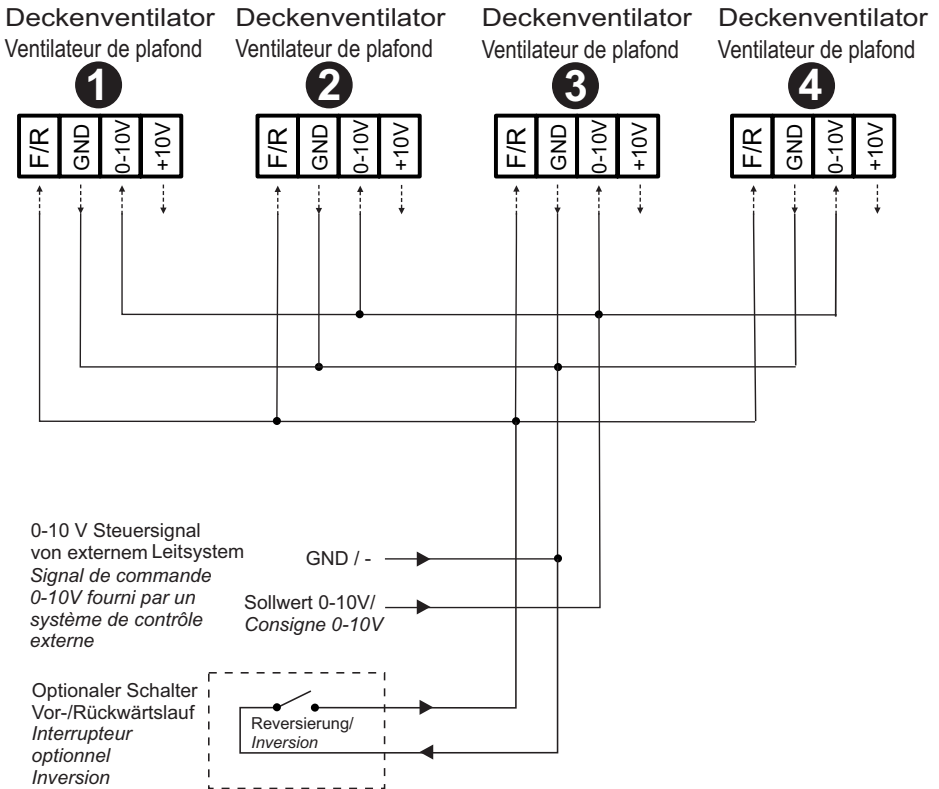 Deckenventilator Deckenventilator Deckenventilator Deckenventilator
Ventilateur de plafond Ventilateur de plafond Ventilateur de plafond Ventilateur de plafond
1 2 3 4
F/R GND 0-10V +10V F/R GND 0-10V +10V F/R GND 0-10V +10V F/R GND 0-10V +10V
0-10 V Steuersignal
von externem Leitsystem
Signal de commande
0-10V fourni par un
système de contrôle
externe
GND / -
Sollwert 0-10V/
Consigne 0-10V
Optionaler Schalter
Vor-/Rückwärtslauf
Interrupteur
optionnel
Inversion
Reversierung/
Inversion